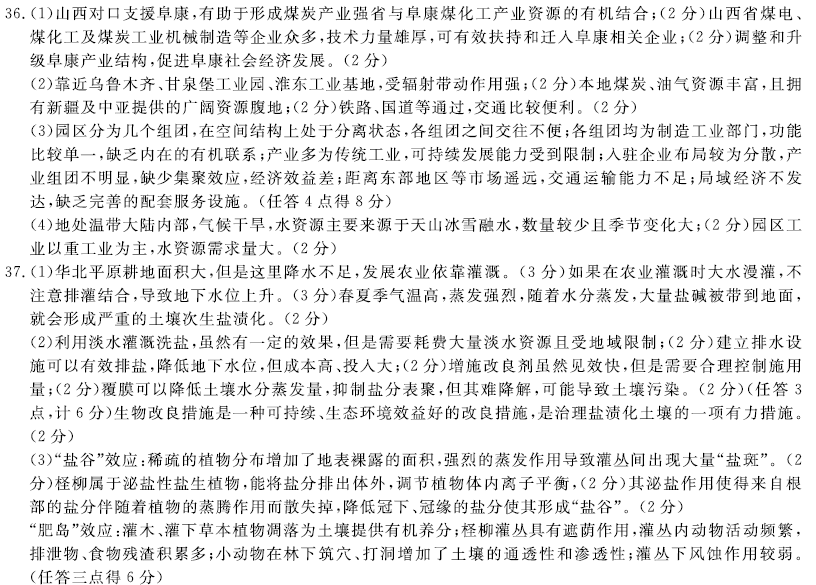 36.(1)山西对口支援阜康,有助于形成煤炭产业强省与阜康煤化工产业资源的有机结合;(2分)山西省煤电、
煤化工及煤炭工业机械制造等企业众多,技术力量雄厚,可有效扶持和迁入阜康相关企业;(2分)调整和升
级阜康产业结构,促进阜康社会经济发展。(2分)
(2)靠近乌鲁木齐、甘泉堡工业园、淮东工业基地,受辐射带动作用强;(2分)本地煤炭、油气资源丰富,且拥
有新疆及中亚提供的广阔资源腹地;(2分)铁路、国道等通过,交通比较便利。(2分)
(3)园区分为几个组团,在空间结构上处于分离状态,各组团之间交往不便;各组团均为制造工业部门,功能
比较单一,缺乏内在的有机联系;产业多为传统工业,可持续发展能力受到限制;入驻企业布局较为分散,产
业组团不明显,缺少集聚效应,经济效益差;距离东部地区等市场遥远,交通运输能力不足;局域经济不发
达,缺乏完善的配套服务设施。(任答4点得8分)
(4)地处温带大陆内部,气候干旱,水资源主要来源于天山冰雪融水,数量较少且季节变化大;(2分)园区工
业以重工业为主,水资源需求量大。(2分)
37.(1)华北平原耕地面积大,但是这里降水不足,发展农业依靠灌溉。(3分)如果在农业灌溉时大水漫灌,不
注意排灌结合,导致地下水位上升。(3分)春夏季气温高,蒸发强烈,随着水分蒸发,大量盐碱被带到地面,
就会形成严重的土壤次生盐渍化。(2分)
(2)利用淡水灌溉洗盐,虽然有一定的效果,但是需要耗费大量淡水资源且受地域限制;(2分)建立排水设
施可以有效排盐,降低地下水位,但成本高、投入大;(2分)增施改良剂虽然见效快,但是需要合理控制施用
量;(2分)覆膜可以降低土壤水分蒸发量,抑制盐分表聚,但其难降解,可能导致土壤污染。(2分)(任答3
点,计6分)生物改良措施是一种可持续、生态环境效益好的改良措施,是治理盐渍化土壤的一项有力措施。
(2分)
(3)“盐谷”效应:稀疏的植物分布增加了地表裸露的面积,强烈的蒸发作用导致灌丛间出现大量“盐斑”。(2
分)柽柳属于泌盐性盐生植物,能将盐分排出体外,调节植物体内离子平衡,(2分)其泌盐作用使得来自根
部的盐分伴随着植物的蒸腾作用而散失掉,降低冠下、冠缘的盐分使其形成“盐谷”。(2分)
“肥岛”效应:灌木、灌下草本植物凋落为土壤提供有机养分;柽柳灌丛具有遮荫作用,灌丛内动物活动频繁,
排泄物、食物残渣积累多;小动物在林下筑穴、打洞增加了土壤的通透性和渗透性;灌丛下风蚀作用较弱。
(任答三点得6分)